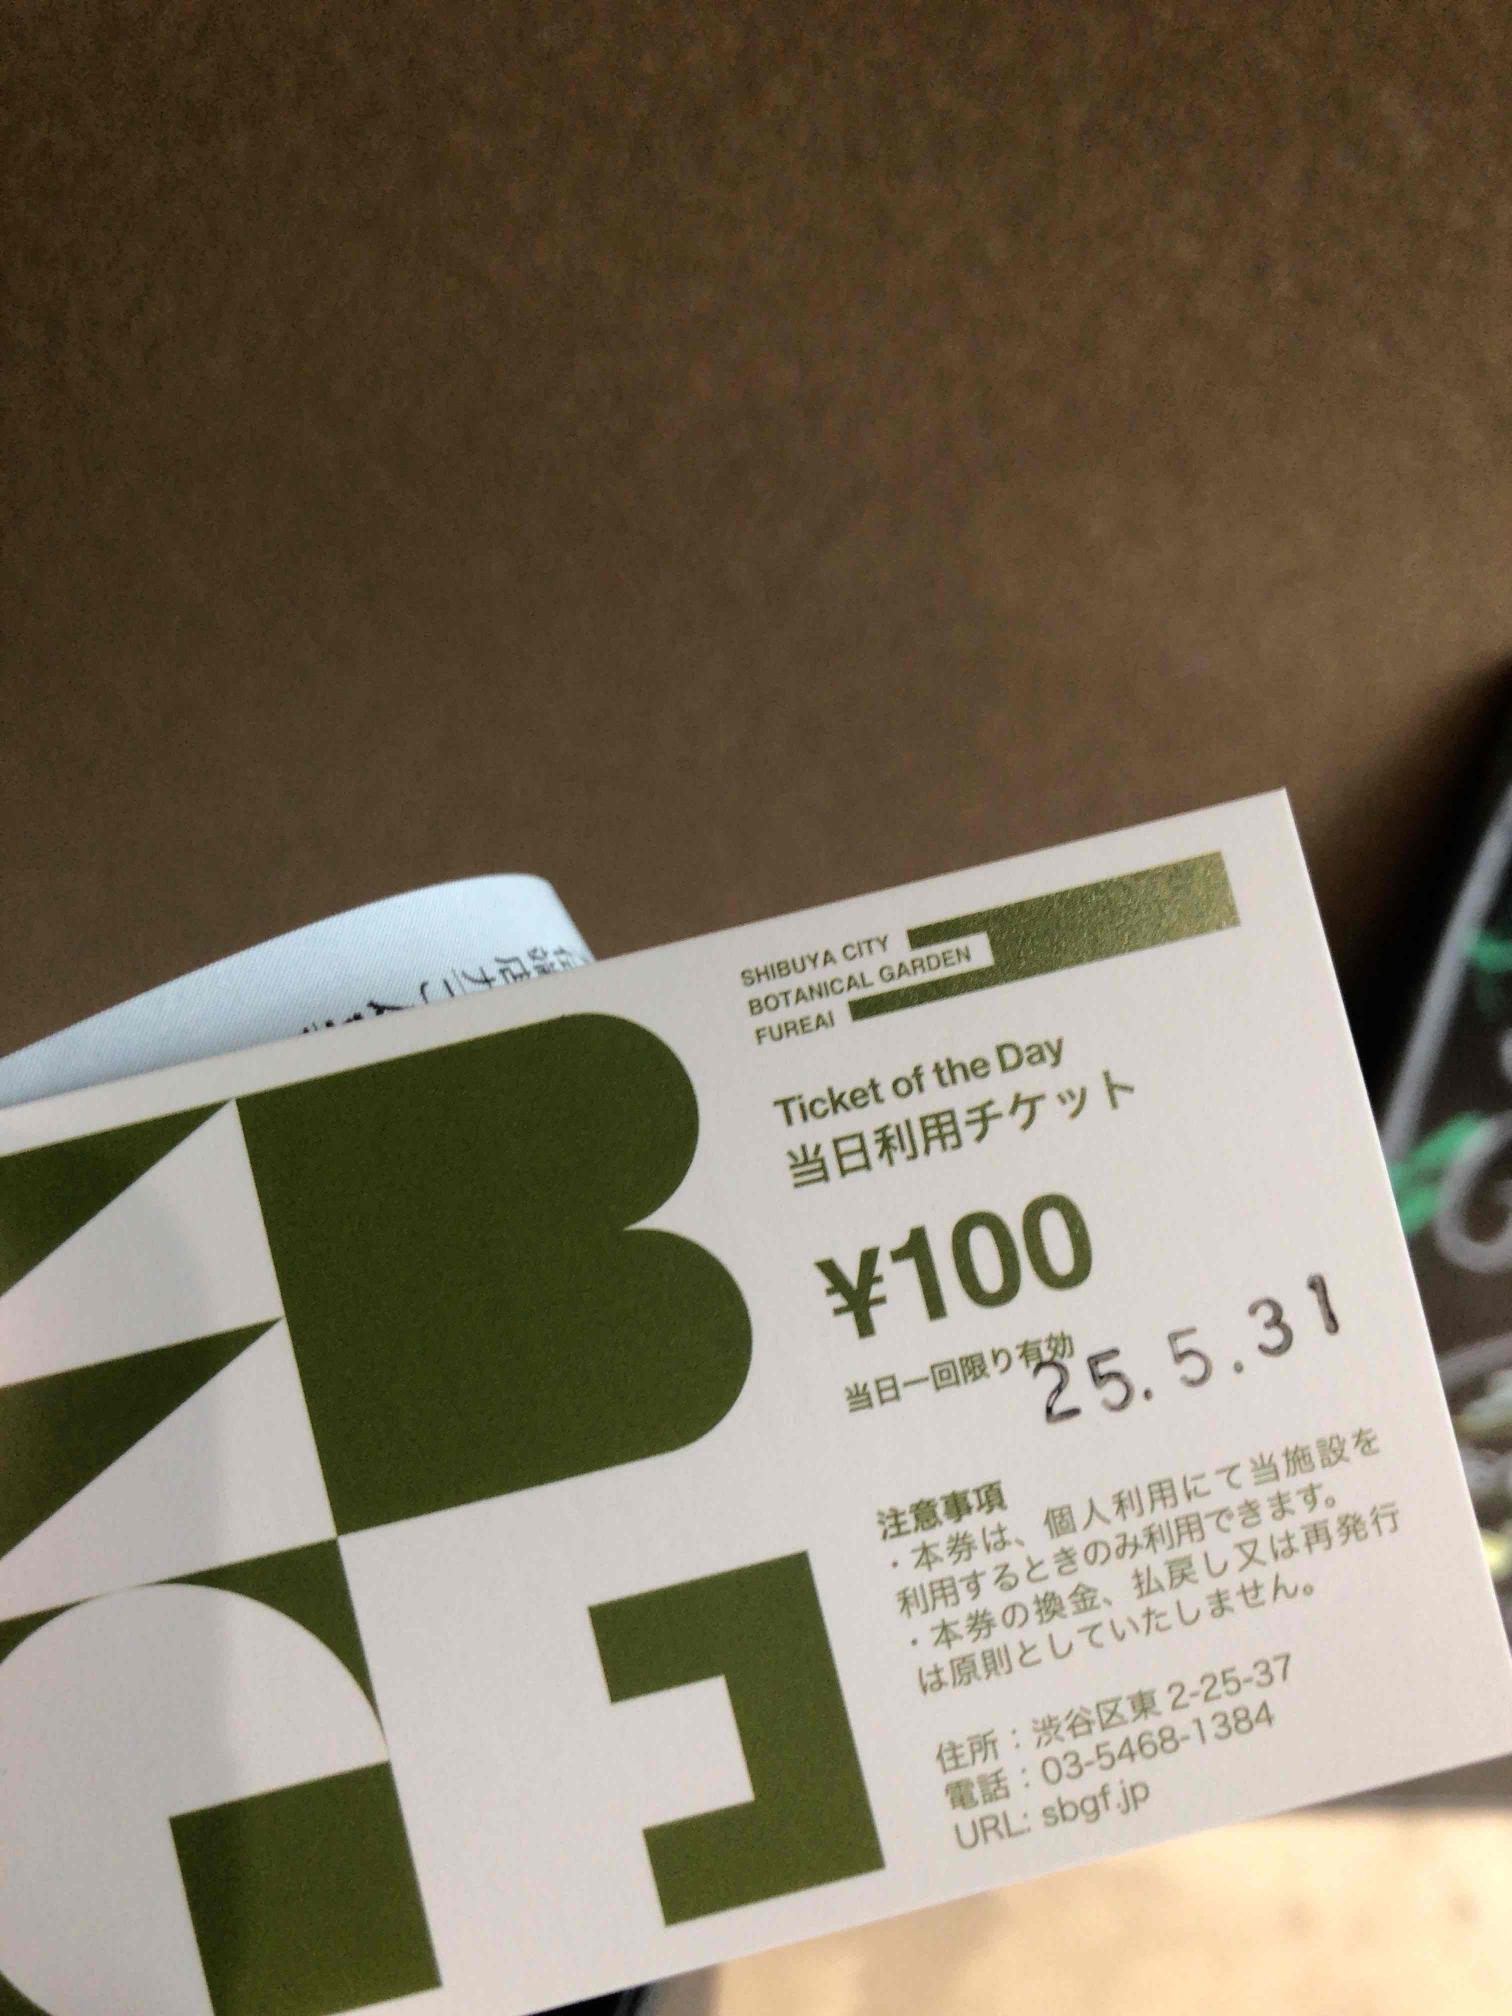 SHIBUYA CITY
BOTANICAL GARDEN
FUREAI
Ticket of the Day
当日利用チケット
¥100
当日一回限り有効
25.5.31
注意事項
・本券は、個人利用にて当施設を
利用するときのみ利用できます。
・本券の換金、払戻し又は再発行
は原則としていたしません。
住所：渋谷区東 2-25-37
電話：03-5468-1384
URL: sbgf.jp